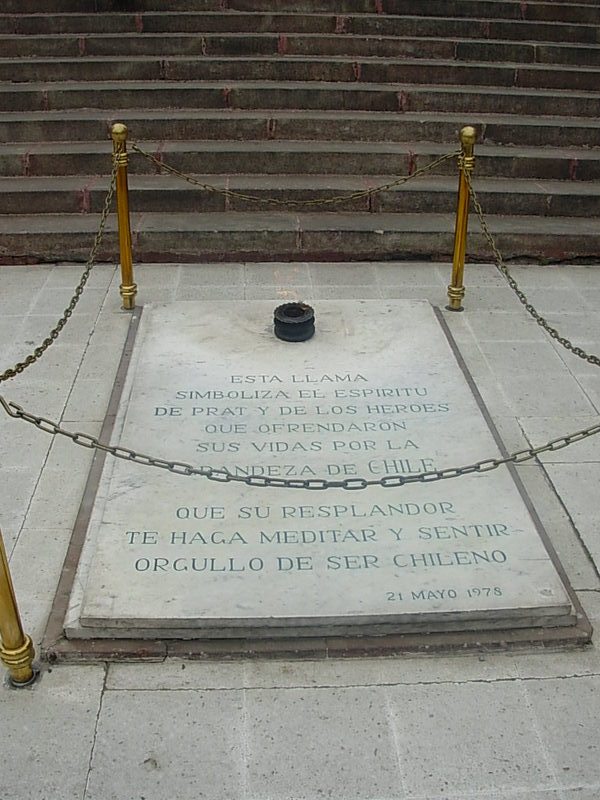 ESTA LLAMA
SIMBOLIZA EL ESPIRITU
DE PRAT Y DE LOS HEROES
QUE OFRENDARON
SUS VIDAS POR LA
GRANDEZA DE CHILE
QUE SU RESPLANDOR
TE HAGA MEDITAR Y SENTIR
ORGULLO DE SER CHILENO
21 MAYO 1978